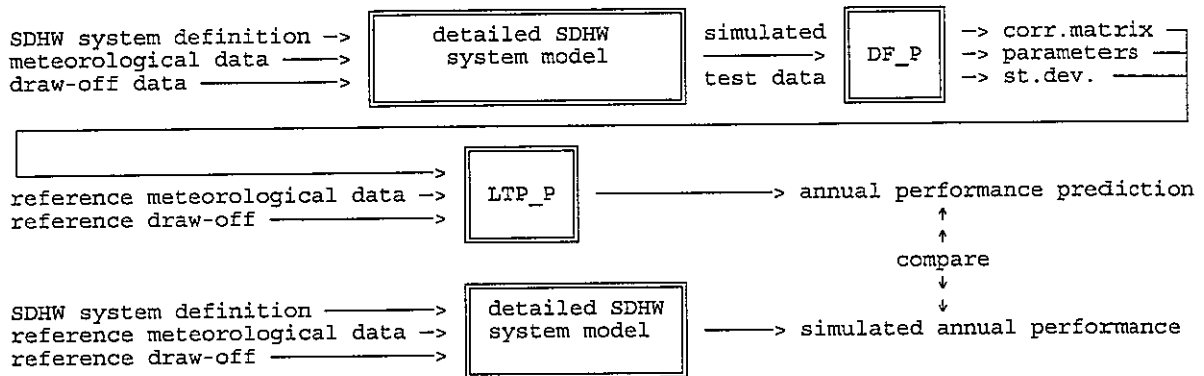 SDHW system definition —> detailed SDHW simulated —> corr.matrix
meteorological data ——> system model ———> DF_P —> parameters
draw-off data ———> test data —> st.dev.
———>
reference meteorological data —> LTP_P ———> annual performance prediction
reference draw-off ———>
↑
↑
compare
↓
SDHW system definition ———> detailed SDHW ↓
reference meteorological data —> system model ——> simulated annual performance
reference draw-off ———>